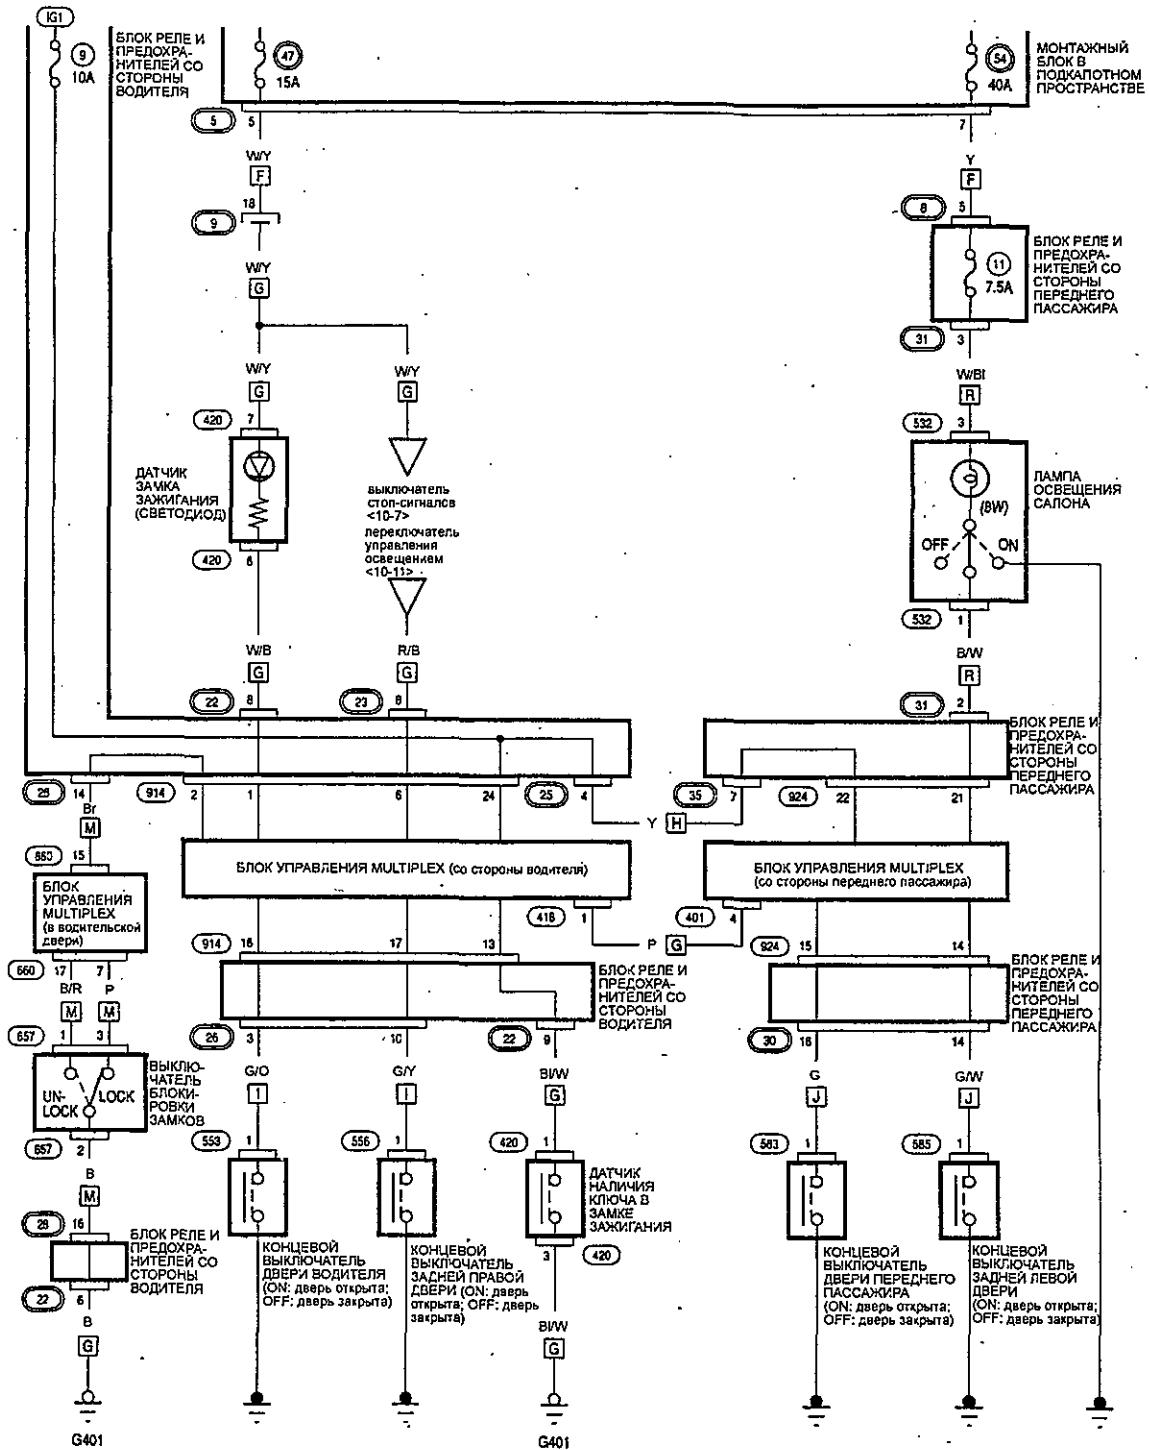 IG1
9
10A
БЛОК РЕЛЕ И
ПРЕДОХРА-
НИТЕЛЕЙ СО
СТОРОНЫ
ВОДИТЕЛЯ
47
15A
54
40A
МОНТАЖНЫЙ
БЛОК В
ПОДКАПОТНОМ
ПРОСТРАНСТВЕ
5
5
7
W/Y
F
Y
F
18
9
8
5
W/Y
G
11
7.5A
БЛОК РЕЛЕ И
ПРЕДОХРА-
НИТЕЛЕЙ СО
СТОРОНЫ
ПЕРЕДНЕГО
ПАССАЖИРА
31
3
W/Y
G
W/Y
G
W/Bl
R
420
7
532
3
ДАТЧИК
ЗАМКА
ЗАЖИГАНИЯ
(СВЕТОДИОД)
выключатель
стоп-сигналов
<10-7>
переключатель
управления
освещением
<10-11>
(8W)
OFF
ON
ЛАМПА
ОСВЕЩЕНИЯ
САЛОНА
420
6
532
1
W/B
G
R/B
G
B/W
R
22
8
23
8
31
2
БЛОК РЕЛЕ И
ПРЕДОХРА-
НИТЕЛЕЙ СО
СТОРОНЫ
ПЕРЕДНЕГО
ПАССАЖИРА
14
914
2
1
6
24
25
4
35
7
924
22
21
Br
M
Y
H
15
БЛОК УПРАВЛЕНИЯ MULTIPLEX (со стороны водителя)
БЛОК УПРАВЛЕНИЯ MULTIPLEX
(со стороны переднего пассажира)
БЛОК
УПРАВЛЕНИЯ
MULTIPLEX
(в водительской
двери)
1
401
4
P
G
914
16
17
13
924
15
14
660
17
7
B/R
M
P
M
БЛОК РЕЛЕ И
ПРЕДОХРА-
НИТЕЛЕЙ СО
СТОРОНЫ
ВОДИТЕЛЯ
БЛОК РЕЛЕ И
ПРЕДОХРА-
НИТЕЛЕЙ СО
СТОРОНЫ
ПЕРЕДНЕГО
ПАССАЖИРА
657
1
3
26
3
10
22
9
30
16
14
UN-
LOCK
LOCK
ВЫКЛЮ-
ЧАТЕЛЬ
БЛОКИ-
РОВКИ
ЗАМКОВ
G/O
I
G/Y
I
Bl/W
G
G
J
G/W
J
657
2
553
1
556
1
420
1
1
1
B
M
ДАТЧИК
НАЛИЧИЯ
КЛЮЧА В
ЗАМКЕ
ЗАЖИГАНИЯ
16
БЛОК РЕЛЕ И
ПРЕДОХРА-
НИТЕЛЕЙ СО
СТОРОНЫ
ВОДИТЕЛЯ
3
420
КОНЦЕВОЙ
ВЫКЛЮЧАТЕЛЬ
ДВЕРИ ВОДИТЕЛЯ
(ON: дверь открыта;
OFF: дверь закрыта)
КОНЦЕВОЙ
ВЫКЛЮЧАТЕЛЬ
ЗАДНЕЙ ПРАВОЙ
ДВЕРИ (ON: дверь
открыта; OFF: дверь
закрыта)
КОНЦЕВОЙ
ВЫКЛЮЧАТЕЛЬ
ДВЕРИ ПЕРЕДНЕГО
ПАССАЖИРА
(ON: дверь открыта;
OFF: дверь закрыта)
КОНЦЕВОЙ
ВЫКЛЮЧАТЕЛЬ
ЗАДНЕЙ ЛЕВОЙ
ДВЕРИ
(ON: дверь открыта;
OFF: дверь закрыта)
22
6
B
G
Bl/W
G
G401
G401